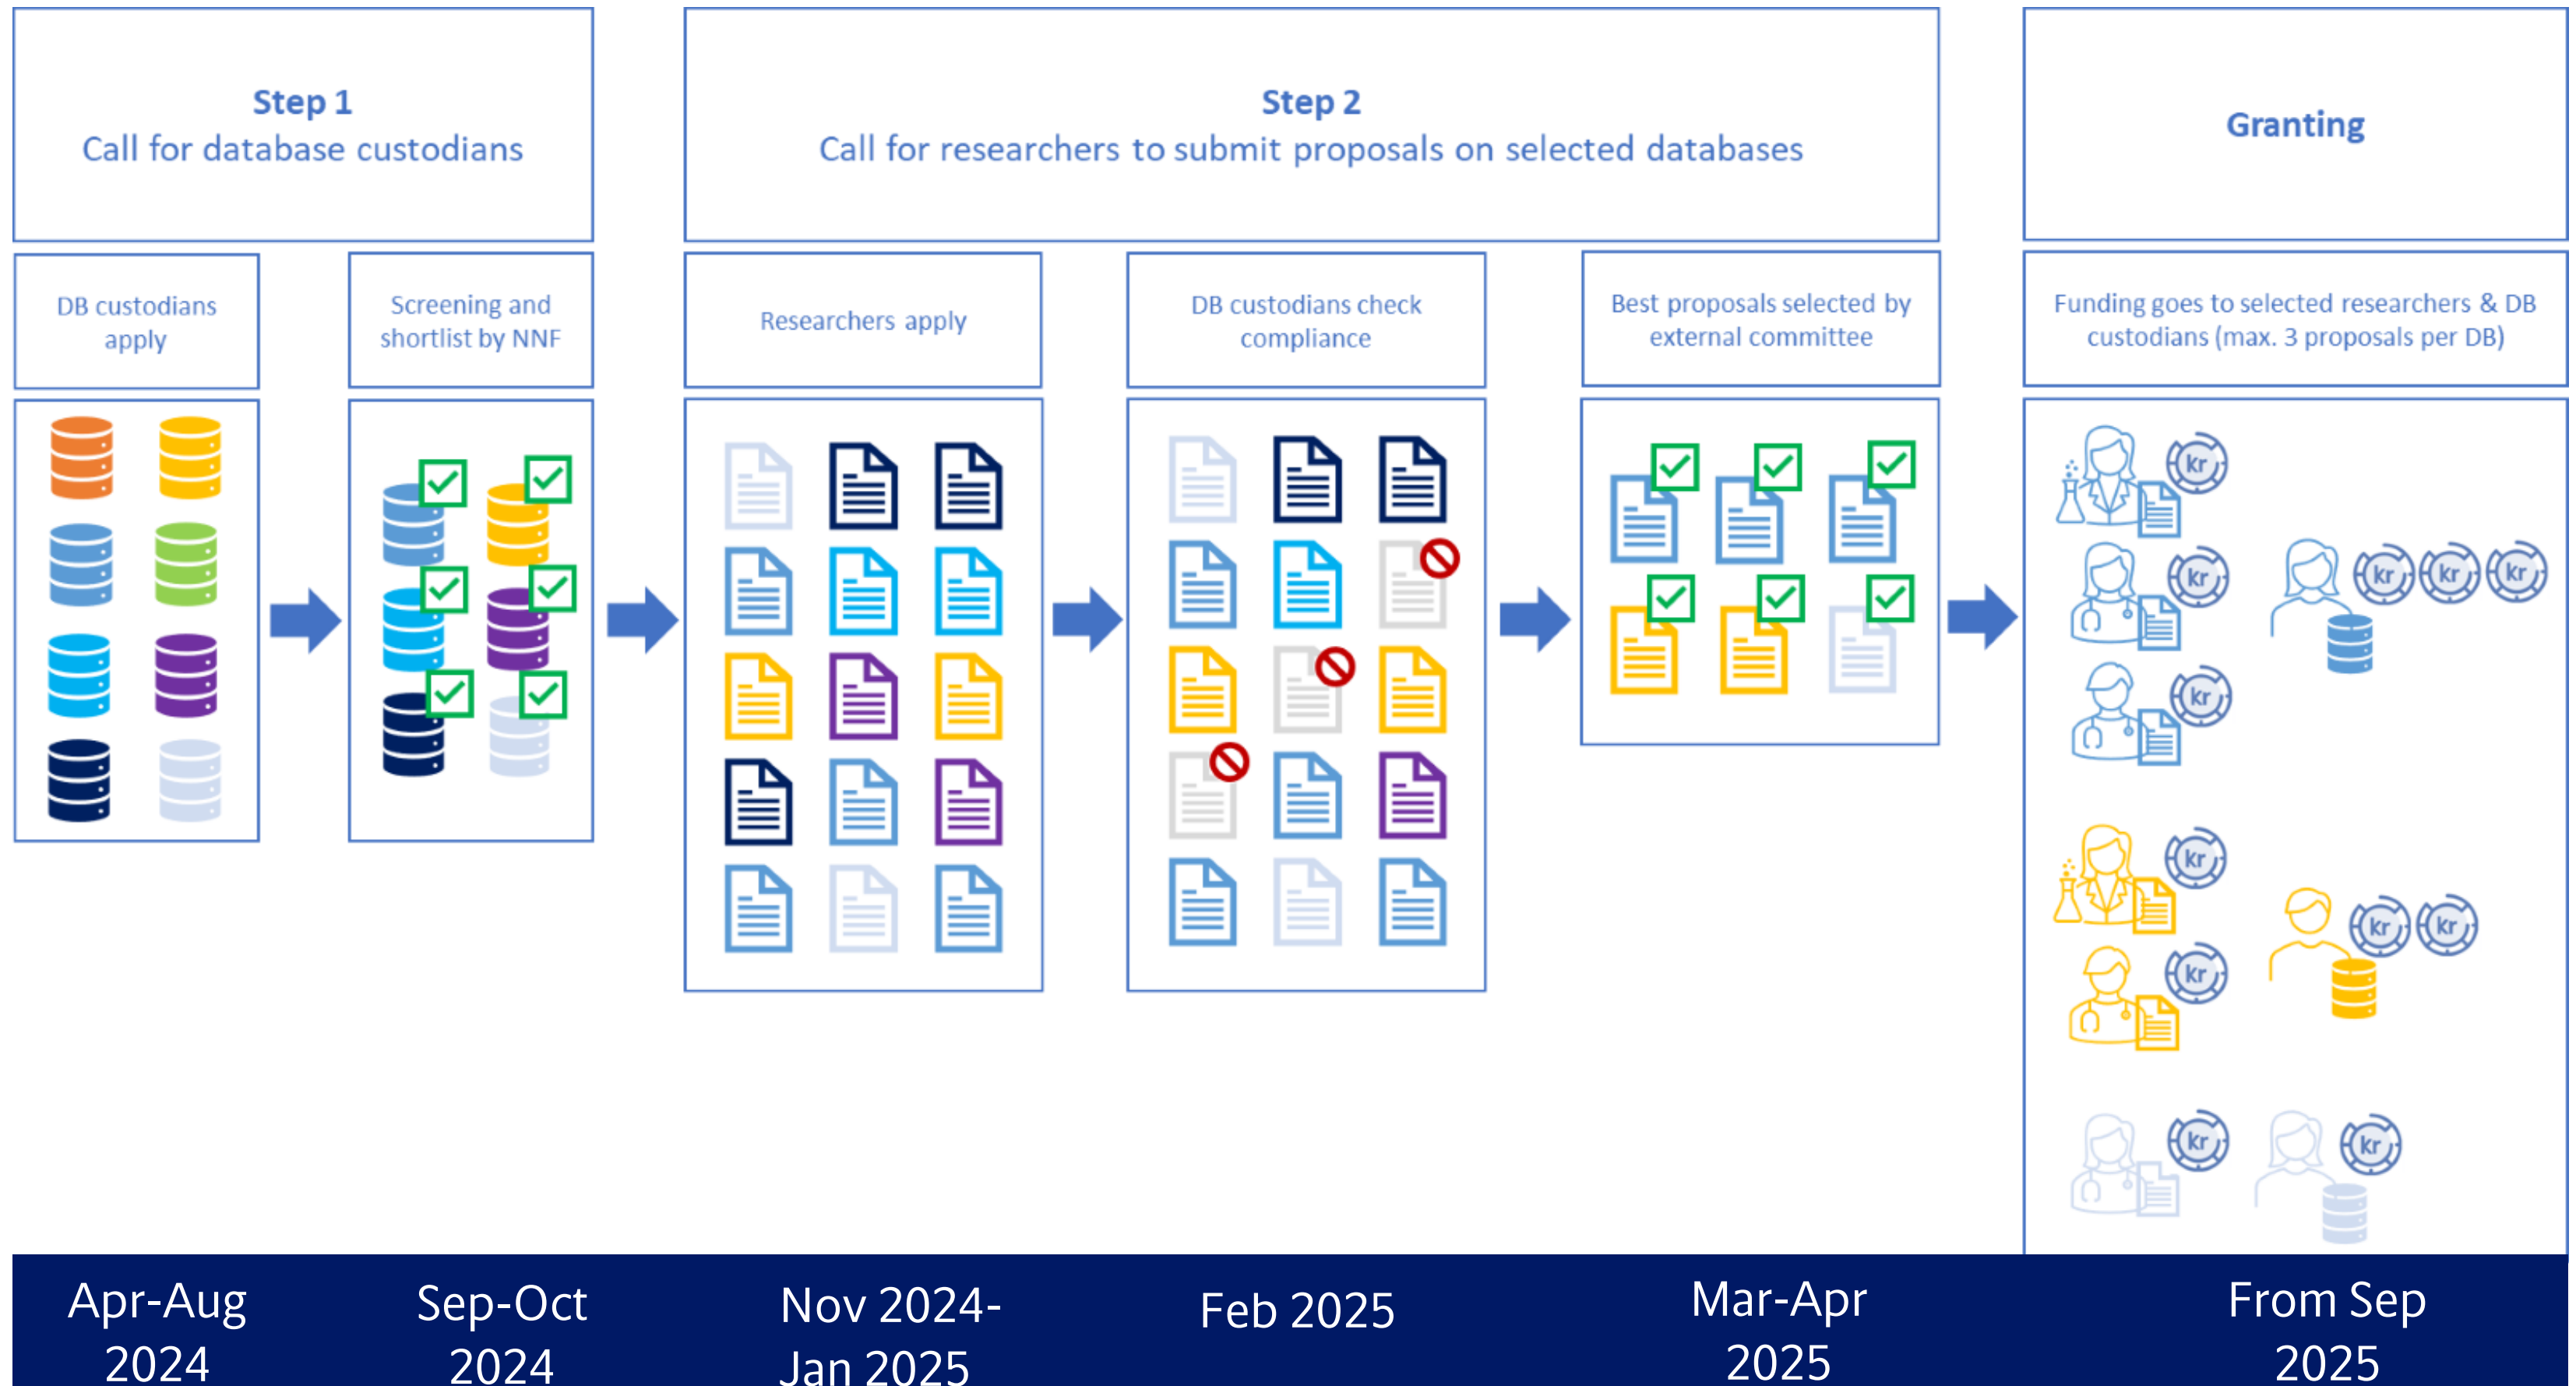 Step 1
Call for database custodians
Step 2
Call for researchers to submit proposals on selected databases
Granting
DB custodians
apply
Screening and
shortlist by NNF
Researchers apply
DB custodians check
compliance
Best proposals selected by
external committee
Funding goes to selected researchers & DB
custodians (max. 3 proposals per DB)
kr
kr
kr
kr
kr
kr
kr
kr
kr
kr
kr
kr
Apr-Aug
2024
Sep-Oct
2024
Nov 2024-
Jan 2025
Feb 2025
Mar-Apr
2025
From Sep
2025